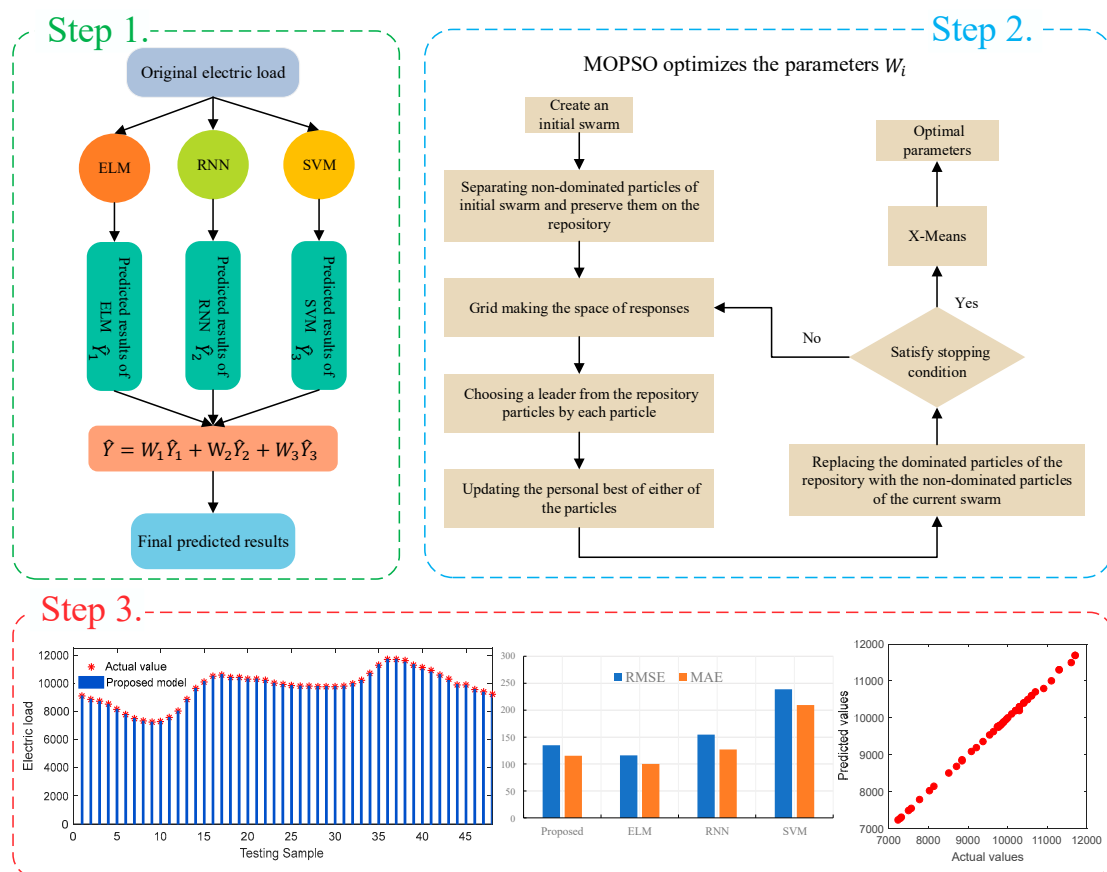 Step 1.
Original electric load
ELM
RNN
SVM
Predicted results of
ELM Ŷ₁
Predicted results of
RNN Ŷ₂
Predicted results of
SVM Ŷ₃
Ŷ = W₁Ŷ₁ + W₂Ŷ₂ + W₃Ŷ₃
Final predicted results
Step 2.
MOPSO optimizes the parameters Wᵢ
Create an
initial swarm
Separating non-dominated particles of
initial swarm and preserve them on the
repository
Grid making the space of responses
Choosing a leader from the repository
particles by each particle
Updating the personal best of either of
the particles
Optimal
parameters
X-Means
Yes
No
Satisfy stopping
condition
Replacing the dominated particles of the
repository with the non-dominated particles
of the current swarm
Step 3.
Actual value
Proposed model
Electric load
12000
10000
8000
6000
4000
2000
0
0
5
10
15
20
25
30
35
40
45
Testing Sample
300
250
200
150
100
50
0
RMSE
MAE
Proposed
ELM
RNN
SVM
Predicted values
12000
11000
10000
9000
8000
7000
7000
8000
9000
10000
11000
12000
Actual values